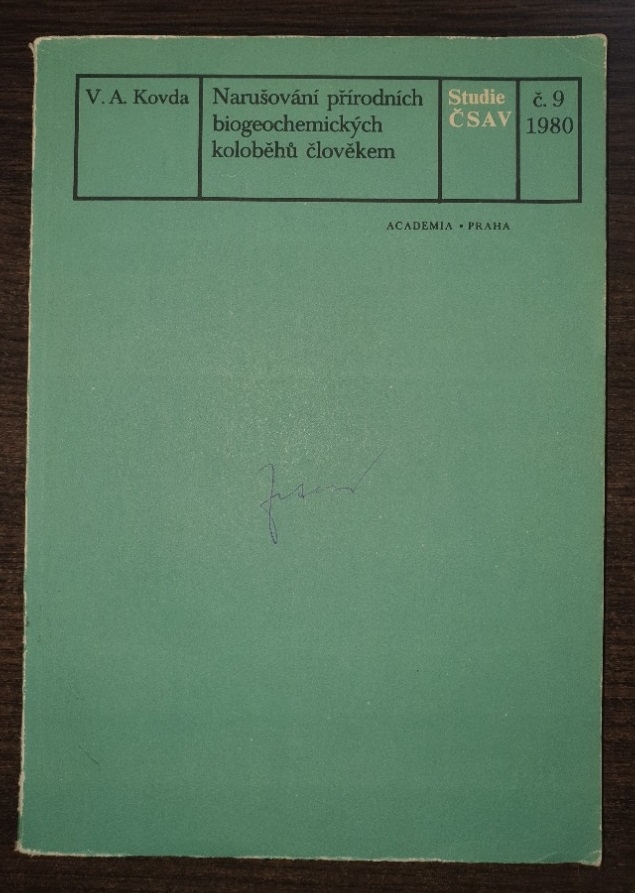 V. A. Kovda
Narušování přírodních
biogeochemických
koloběhů člověkem
Studie
ČSAV
č. 9
1980
ACADEMIA • PRAHA